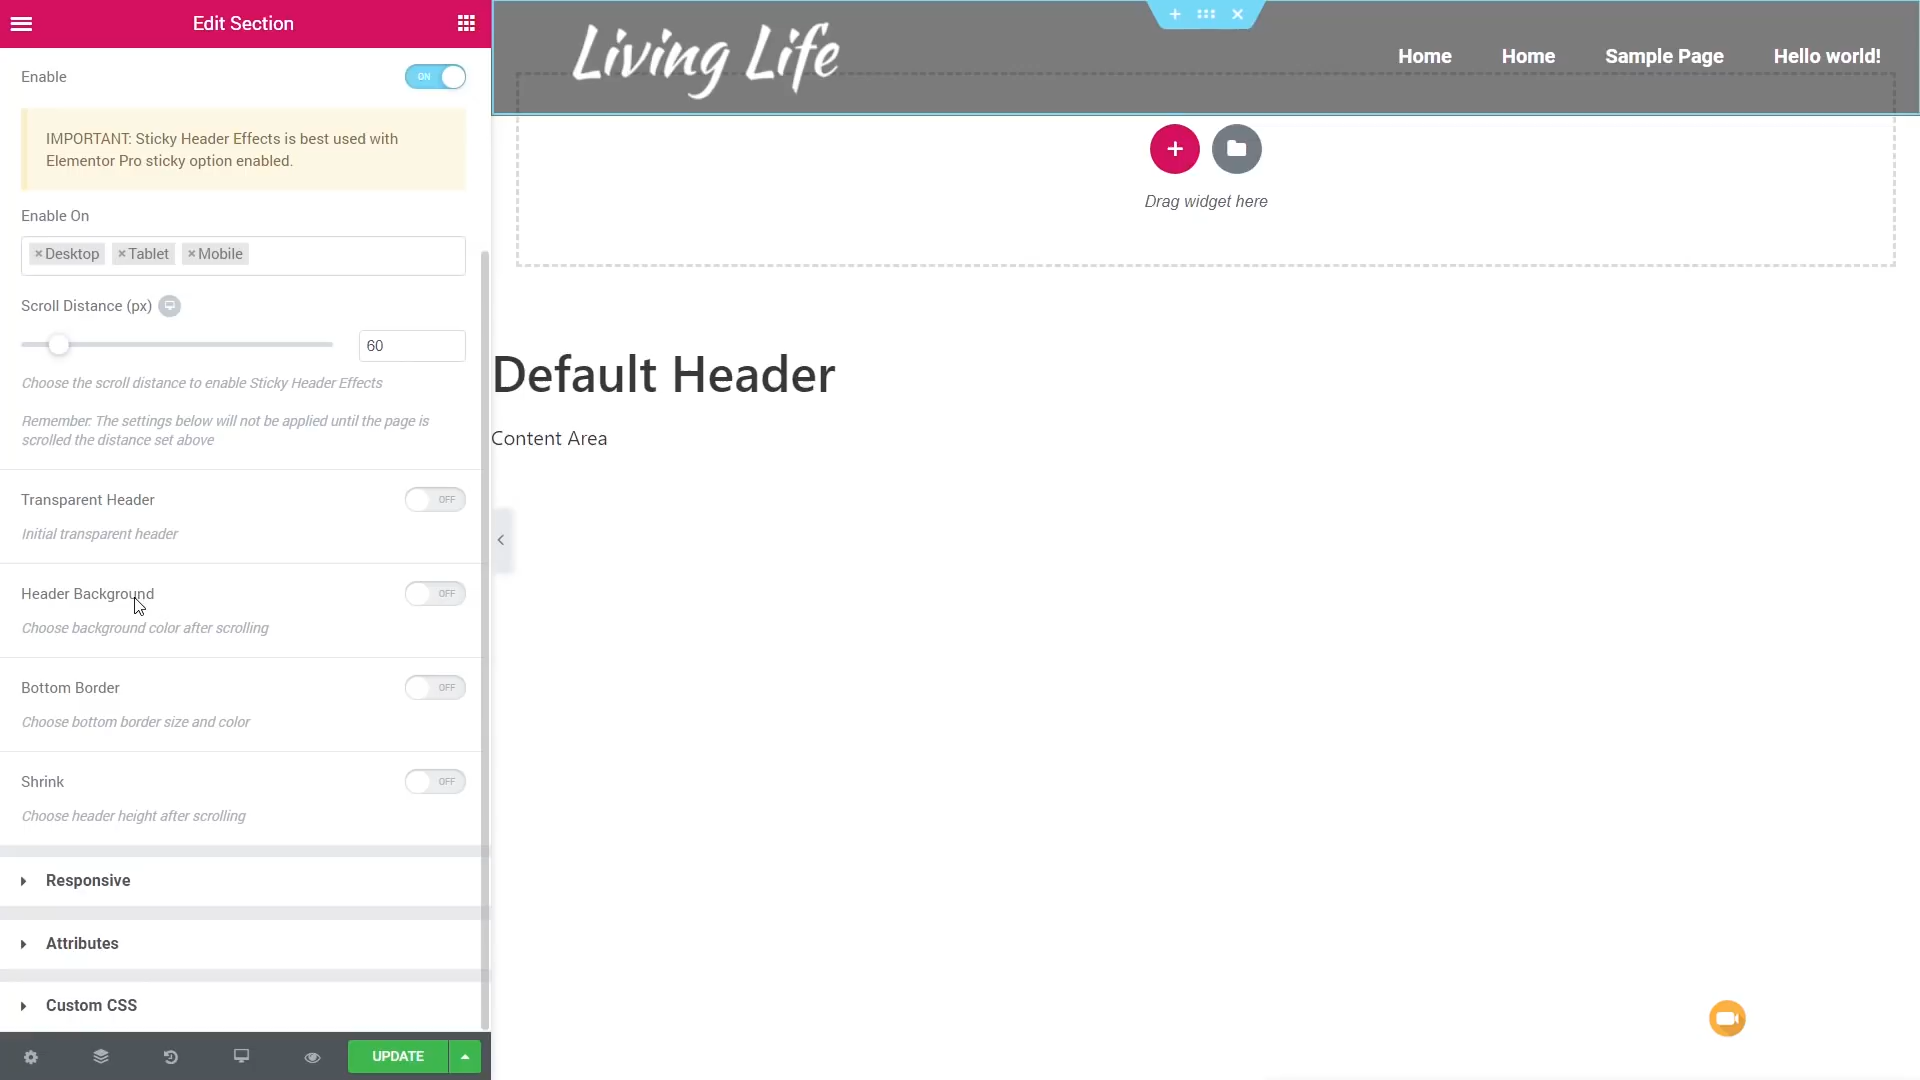 Edit Section
Enable
ON
IMPORTANT: Sticky Header Effects is best used with
Elementor Pro sticky option enabled.
Enable On
×Desktop ×Tablet ×Mobile
Scroll Distance (px)
60
Choose the scroll distance to enable Sticky Header Effects
Remember: The settings below will not be applied until the page is
scrolled the distance set above
Transparent Header
OFF
Initial transparent header
Header Background
OFF
Choose background color after scrolling
Bottom Border
OFF
Choose bottom border size and color
Shrink
OFF
Choose header height after scrolling
Responsive
Attributes
Custom CSS
UPDATE
Living Life
Home Home Sample Page Hello world!
Drag widget here
Default Header
Content Area